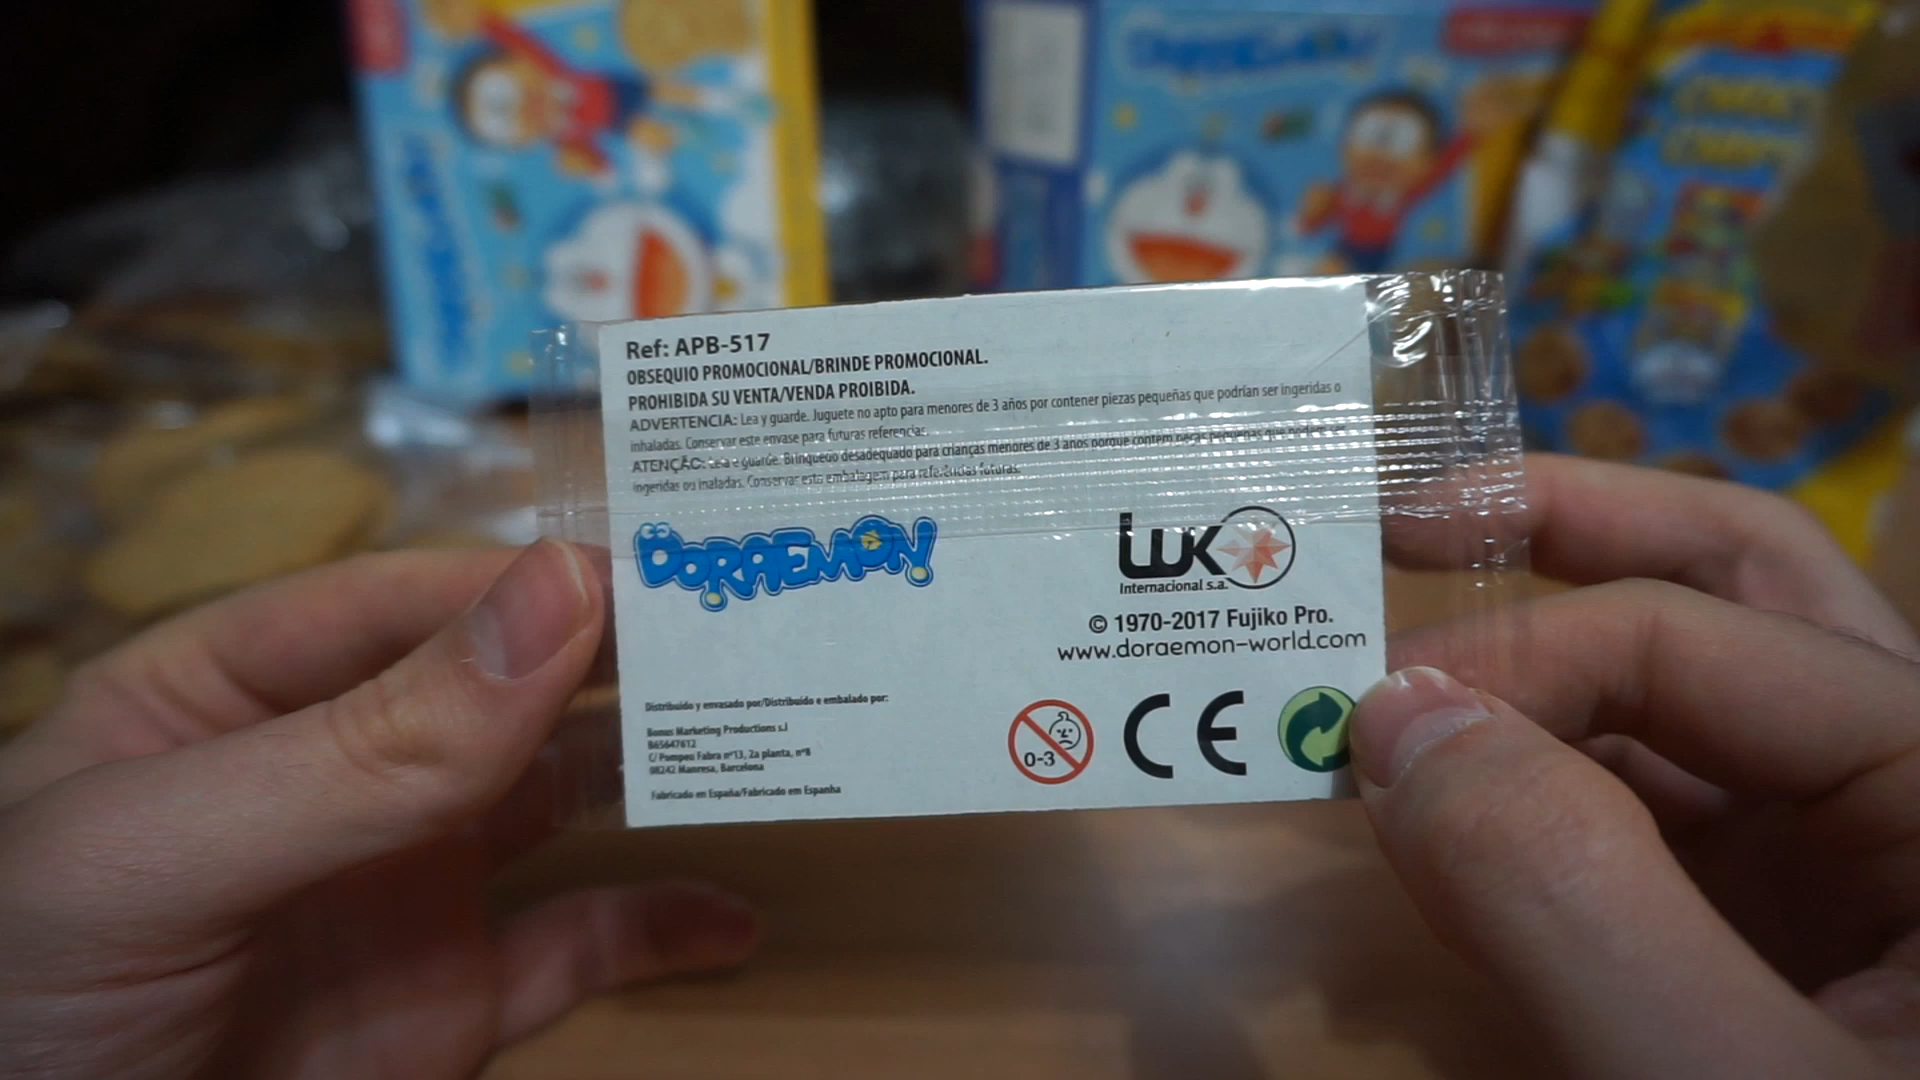 Ref: APB-517
OBSEQUIO PROMOCIONAL/BRINDE PROMOCIONAL.
PROHIBIDA SU VENTA/VENDA PROIBIDA.
ADVERTENCIA: Lea y guarde. Juguete no apto para menores de 3 años por contener piezas pequeñas que podrían ser ingeridas o
inhaladas. Conservar este envase para futuras referencias.
ATENÇÃO: Leia e guarde. Brinquedo desadequado para crianças menores de 3 anos porque contém peças pequenas que podem ser
ingeridas ou inaladas. Conservar esta embalagem para referências futuras.
DORAEMON
LUK
Internacional s.a.
© 1970-2017 Fujiko Pro.
www.doraemon-world.com
Distribuido y envasado por/Distribuído e embalado por:
Bonus Marketing Productions s.l
B65647612
C/ Pompeu Fabra nº13, 2a planta, nº8
08242 Manresa, Barcelona
Fabricado en España/Fabricado em Espanha
0-3
CE